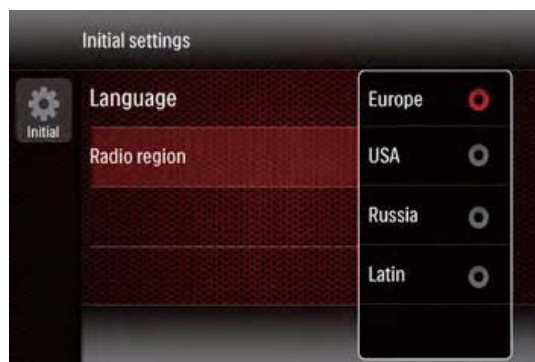 Initial settings
Initial
Language
Radio region
Europe
USA
Russia
Latin